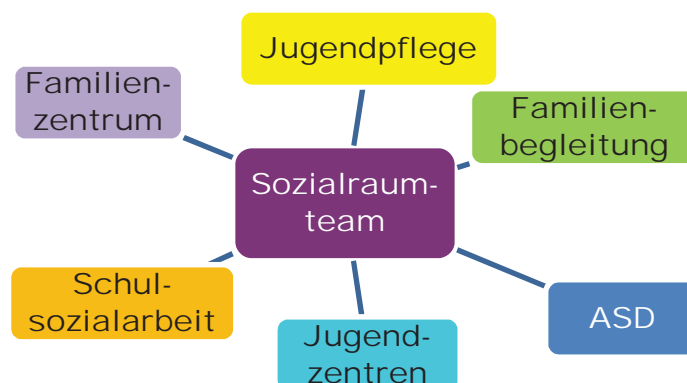 Jugendpflege
Familien-
zentrum
Familien-
begleitung
Sozialraum-
team
Schul-
sozialarbeit
ASD
Jugend-
zentren